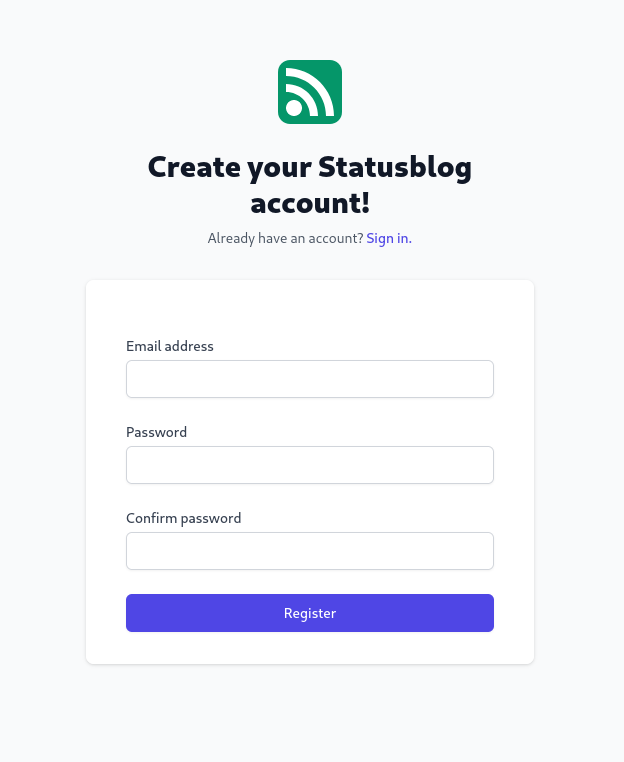 Create your Statusblog
account!
Already have an account? Sign in.
Email address
Password
Confirm password
Register